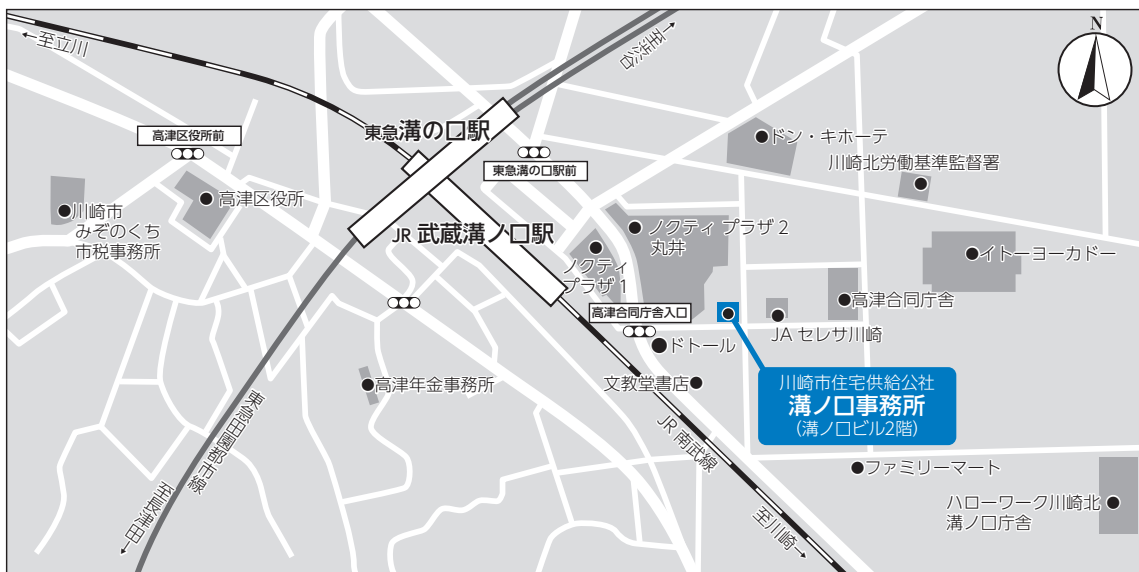 N
←至立川
至渋谷→
東急溝の口駅
高津区役所前
東急溝の口駅前
ドン・キホーテ
川崎北労働基準監督署
高津区役所
川崎市
みぞのくち
市税事務所
JR 武蔵溝ノ口駅
ノクティ プラザ 2
丸井
ノクティ
プラザ 1
イトーヨーカドー
高津合同庁舎
高津合同庁舎入口
JA セレサ川崎
ドトール
高津年金事務所
文教堂書店
川崎市住宅供給公社
溝ノ口事務所
(溝ノ口ビル2階)
東急田園都市線
JR 南武線
ファミリーマート
ハローワーク川崎北
溝ノ口庁舎
至長津田→
至川崎→